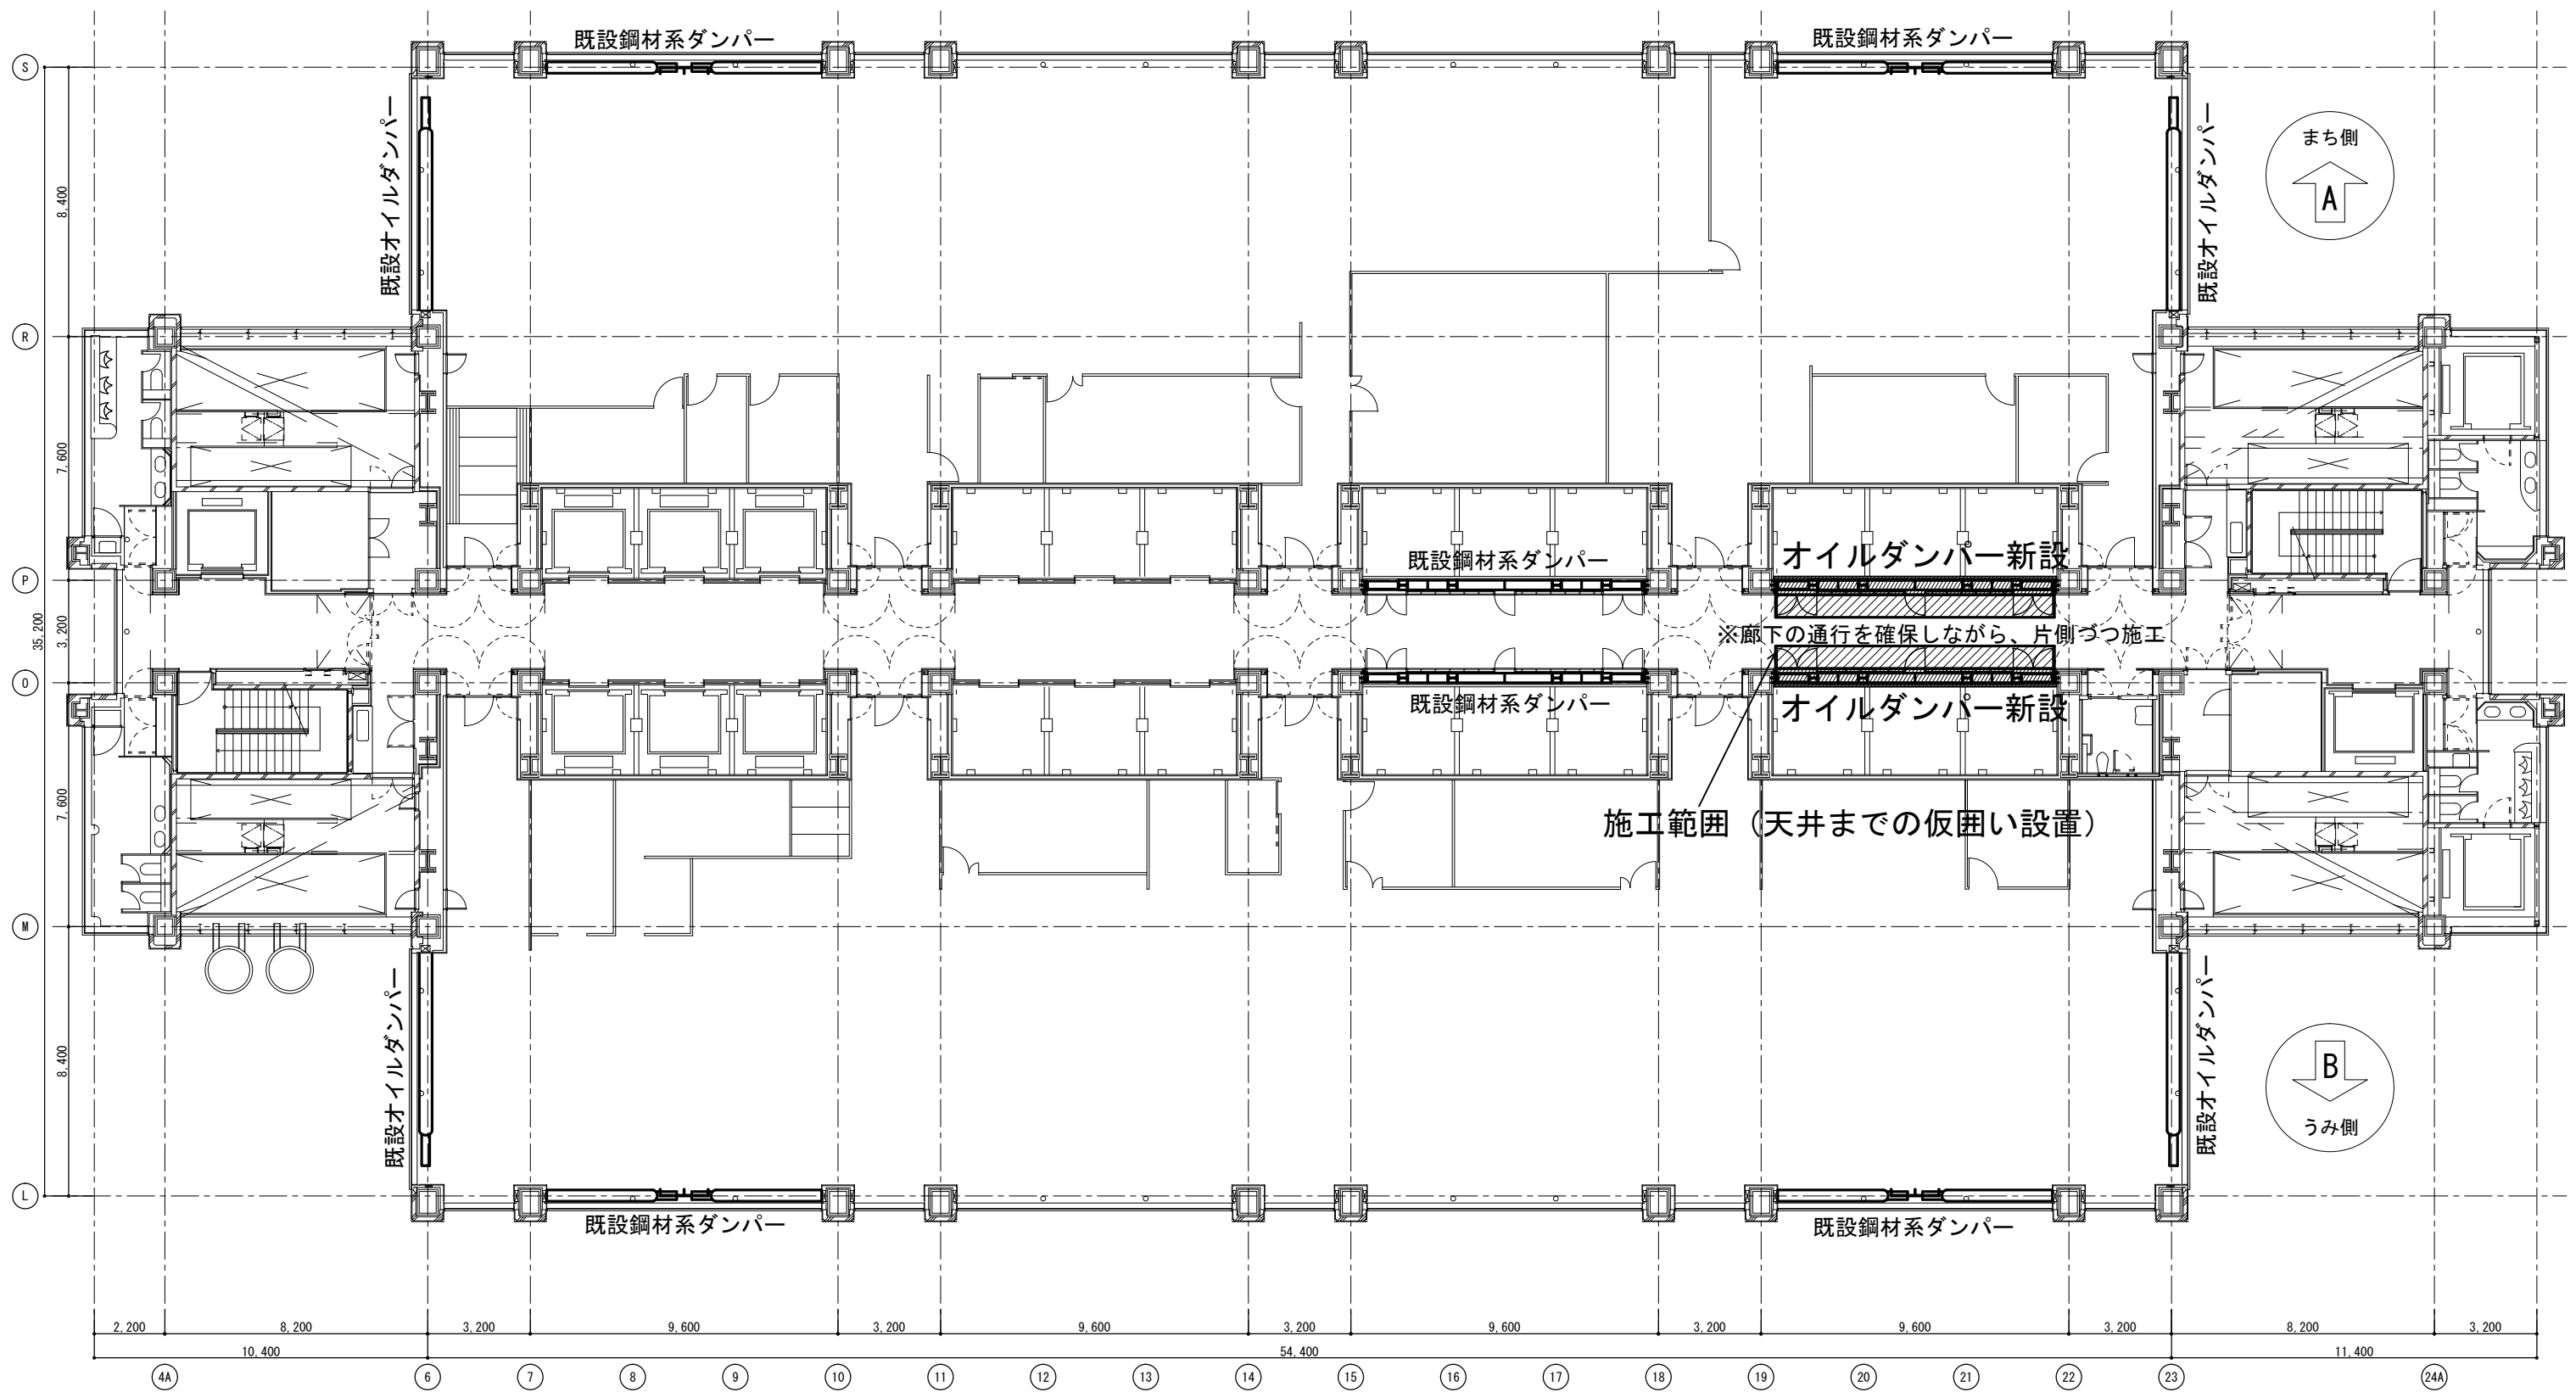 既設鋼材系ダンパー
既設鋼材系ダンパー
S
既設オイルダンパー
既設オイルダンパー
まち側
A
8,400
R
7,600
既設鋼材系ダンパー
オイルダンパー新設
P
※廊下の通行を確保しながら、片側づつ施工
3,200
35,200
O
既設鋼材系ダンパー
オイルダンパー新設
7,600
施工範囲（天井までの仮囲い設置）
M
既設オイルダンパー
既設オイルダンパー
8,400
B
うみ側
L
既設鋼材系ダンパー
既設鋼材系ダンパー
2,200 8,200 3,200 9,600 3,200 9,600 3,200 9,600 3,200 9,600 3,200 8,200 3,200
10,400 54,400 11,400
4A 6 7 8 9 10 11 12 13 14 15 16 17 18 19 20 21 22 23 24A